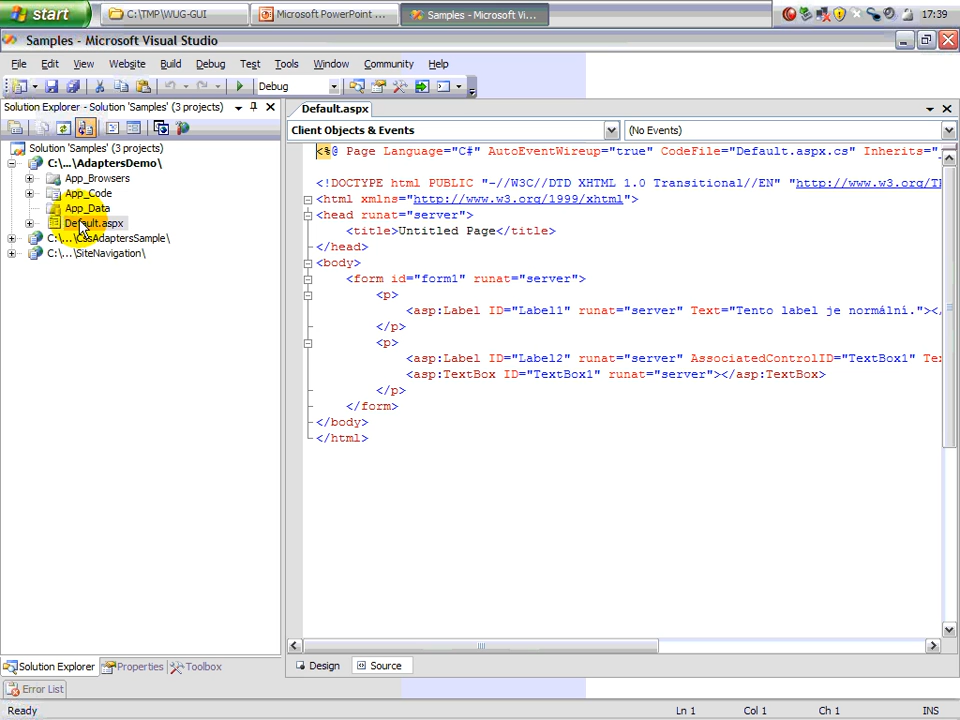 start
C:\TMP\WUG-GUI
Microsoft PowerPoint ...
Samples - Microsoft Vi...
17:39
Samples - Microsoft Visual Studio
File Edit View Website Build Debug Test Tools Window Community Help
Debug
Solution Explorer - Solution 'Samples' (3 projects)
Default.aspx
Client Objects & Events
(No Events)
Solution 'Samples' (3 projects)
C:\...\AdaptersDemo\
App_Browsers
App_Code
App_Data
Default.aspx
C:\...\CssAdaptersSample\
C:\...\SiteNavigation\
<%@ Page Language="C#" AutoEventWireup="true" CodeFile="Default.aspx.cs" Inherits="_
<!DOCTYPE html PUBLIC "-//W3C//DTD XHTML 1.0 Transitional//EN" "http://www.w3.org/TR
<html xmlns="http://www.w3.org/1999/xhtml">
<head runat="server">
<title>Untitled Page</title>
</head>
<body>
<form id="form1" runat="server">
<p>
<asp:Label ID="Label1" runat="server" Text="Tento label je normální."></
</p>
<p>
<asp:Label ID="Label2" runat="server" AssociatedControlID="TextBox1" Te
<asp:TextBox ID="TextBox1" runat="server"></asp:TextBox>
</p>
</form>
</body>
</html>
Design
Source
Solution Explorer
Properties
Toolbox
Error List
Ready
Ln 1
Col 1
Ch 1
INS